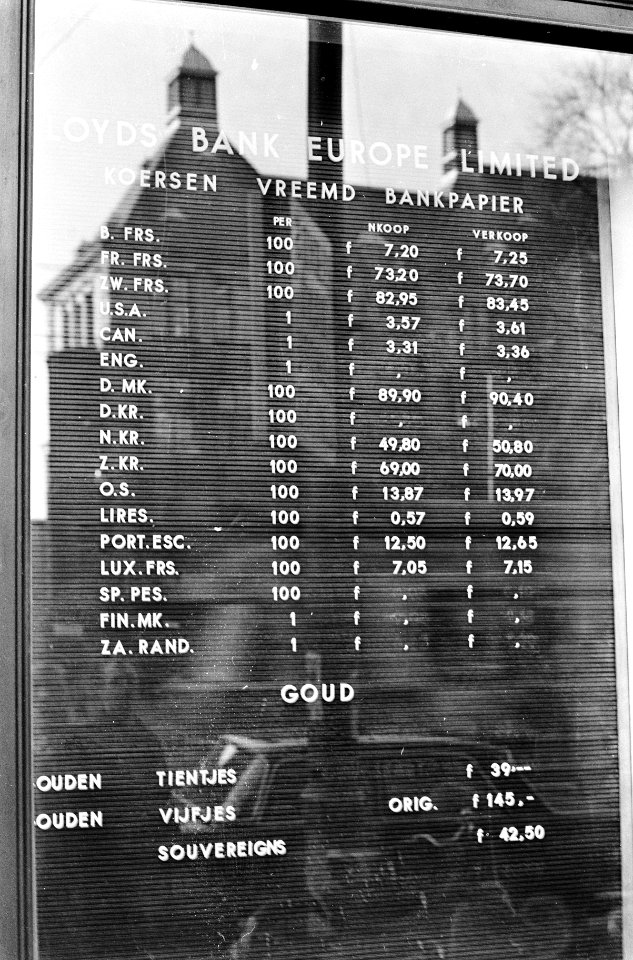 OYDS BANK EUROPE LIMITED
KOERSEN VREEMD BANKPAPIER
PER NKOOP VERKOOP
B. FRS. 100 f 7,20 f 7,25
FR. FRS. 100 f 73,20 f 73,70
ZW. FRS. 100 f 82,95 f 83,45
U.S.A. 1 f 3,57 f 3,61
CAN. 1 f 3,31 f 3,36
ENG. 1 f , f ,
D. MK. 100 f 89,90 f 90,40
D.KR. 100 f , f ,
N.KR. 100 f 49,80 f 50,80
Z.KR. 100 f 69,00 f 70,00
O.S. 100 f 13,87 f 13,97
LIRES. 100 f 0,57 f 0,59
PORT.ESC. 100 f 12,50 f 12,65
LUX.FRS. 100 f 7,05 f 7,15
SP. PES. 100 f , f ,
FIN.MK. 1 f , f ,
ZA. RAND. 1 f , f ,
GOUD
OUDEN TIENTJES f 39,--
OUDEN VIJFJES ORIG. f 145,-
SOUVEREIGNS f 42,50